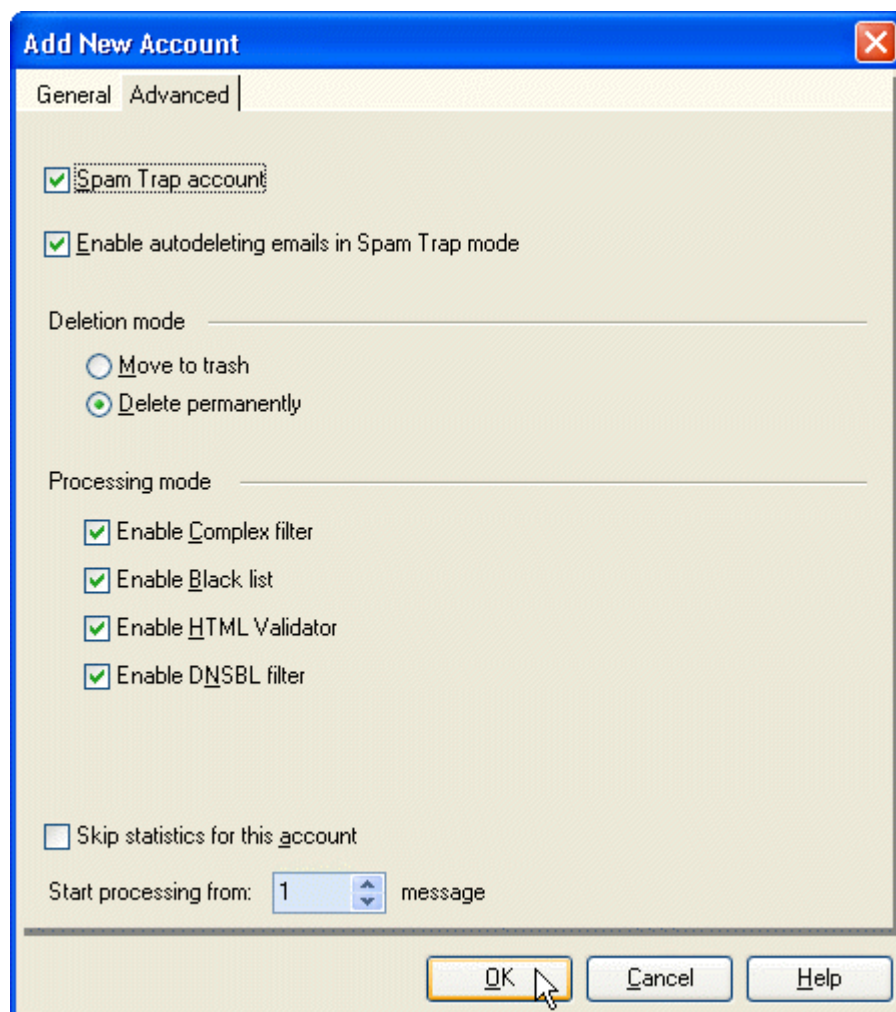 Add New Account
General Advanced
Spam Trap account
Enable autodeleting emails in Spam Trap mode
Deletion mode
Move to trash
Delete permanently
Processing mode
Enable Complex filter
Enable Black list
Enable HTML Validator
Enable DNSBL filter
Skip statistics for this account
Start processing from: 1 message
OK Cancel Help